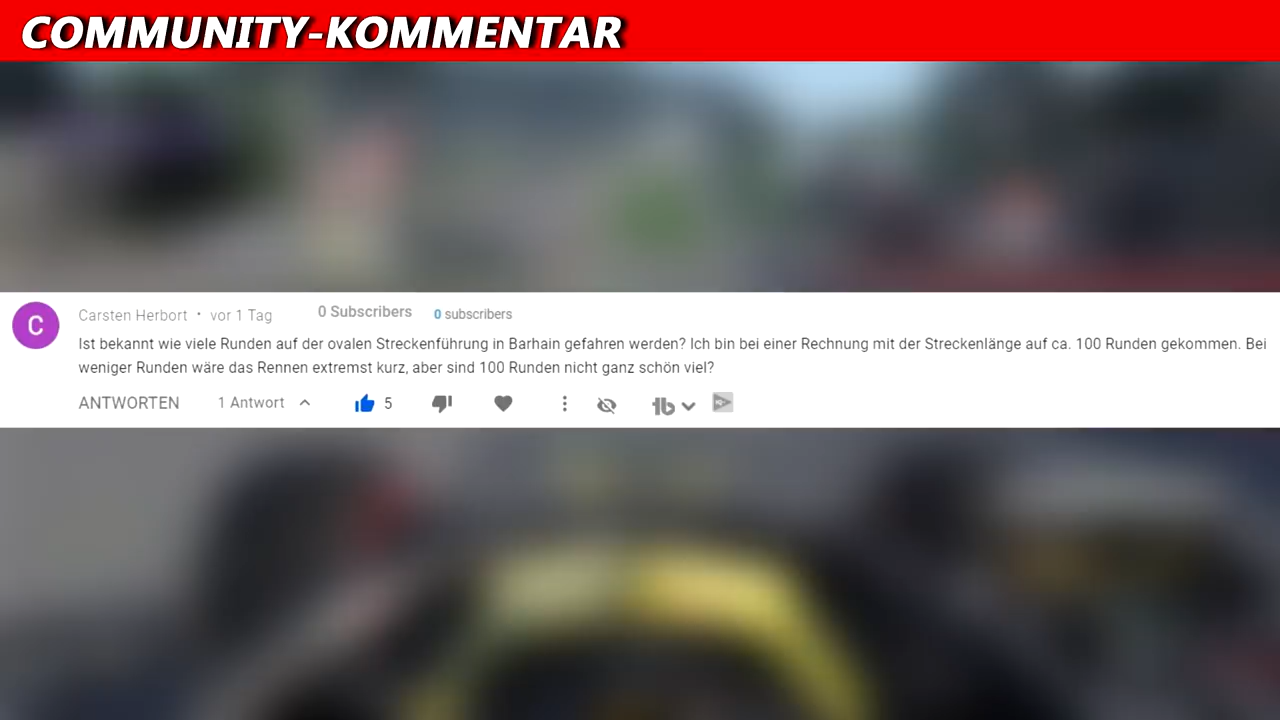 COMMUNITY-KOMMENTAR
Carsten Herbort • vor 1 Tag 0 Subscribers 0 subscribers
C
Ist bekannt wie viele Runden auf der ovalen Streckenführung in Barhain gefahren werden? Ich bin bei einer Rechnung mit der Streckenlänge auf ca. 100 Runden gekommen. Bei
weniger Runden wäre das Rennen extremst kurz, aber sind 100 Runden nicht ganz schön viel?
ANTWORTEN 1 Antwort 5